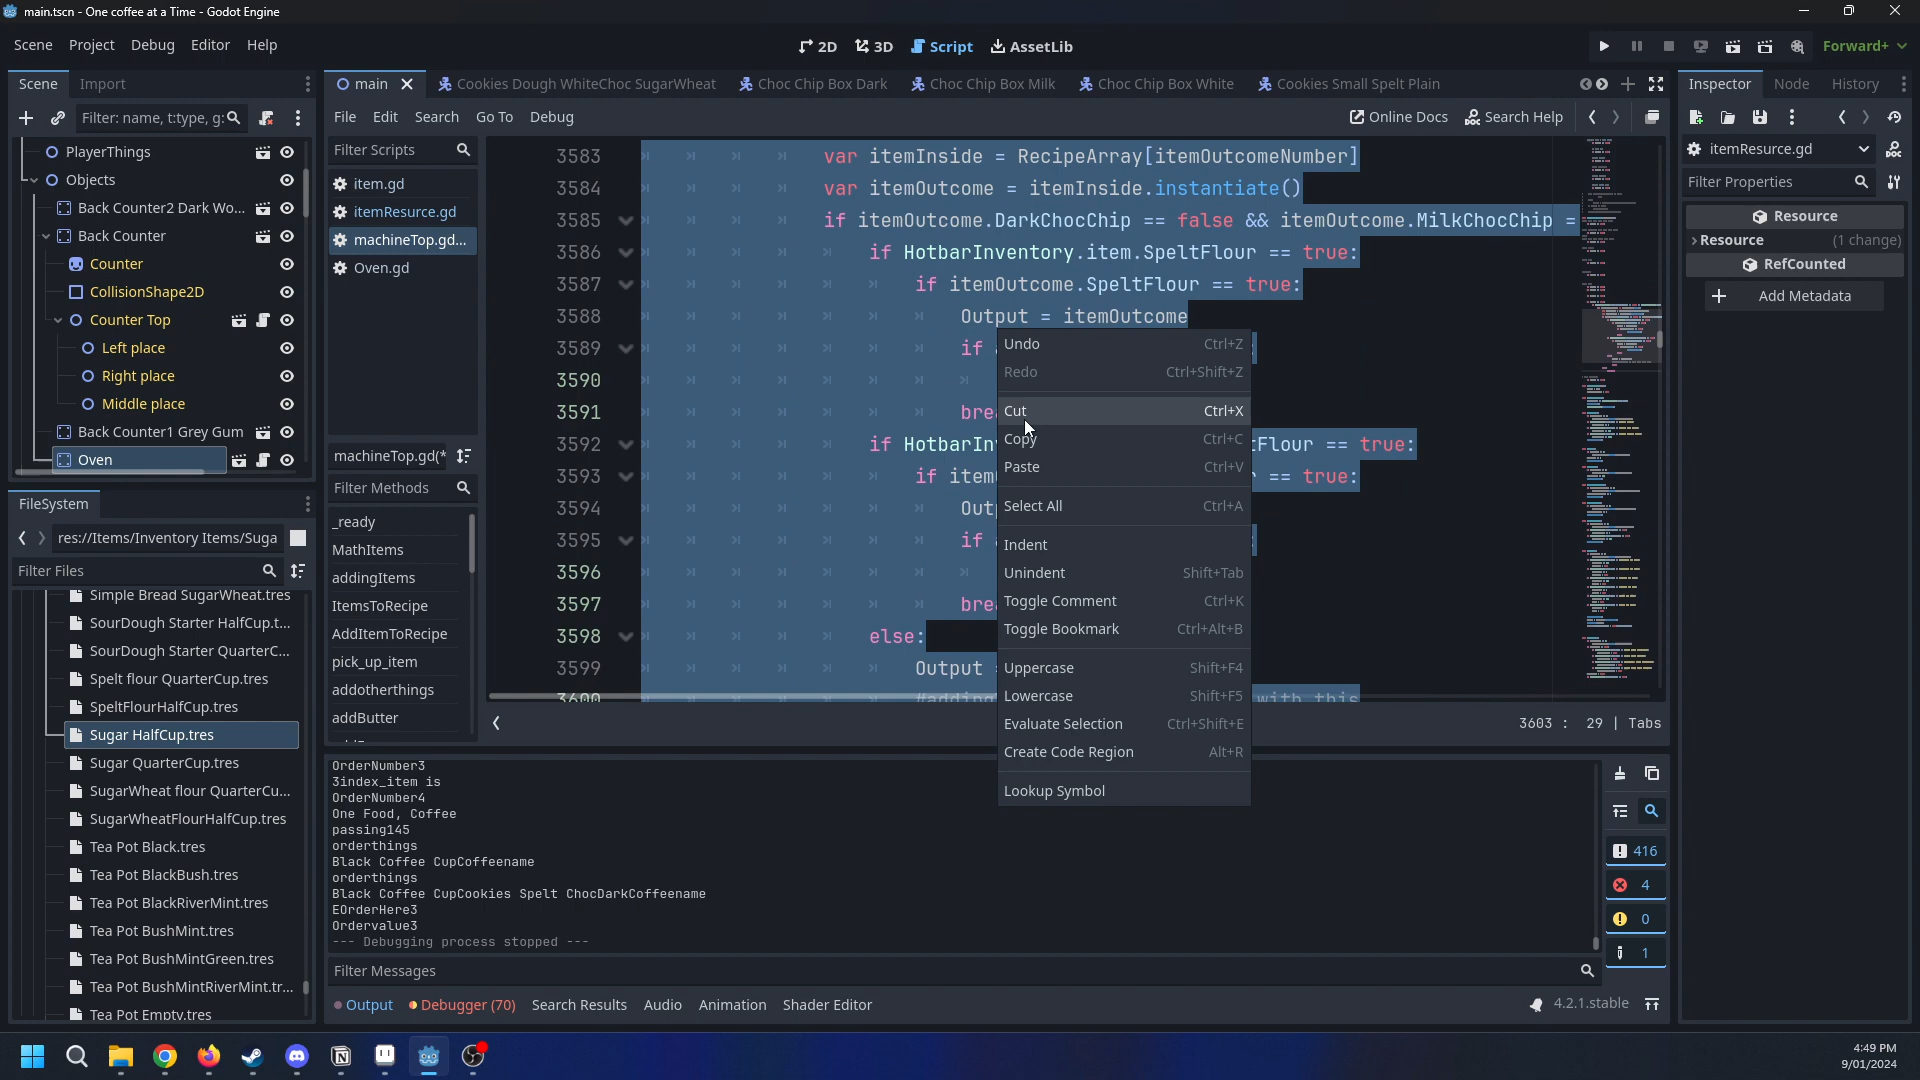 main.tscn - One coffee at a Time - Godot Engine
Scene Project Debug Editor Help
2D 3D Script AssetLib
Forward+
Scene Import
Filter: name, t:type, g:
PlayerThings
Objects
Back Counter2 Dark Wo...
Back Counter
Counter
CollisionShape2D
Counter Top
Left place
Right place
Middle place
Back Counter1 Grey Gum
Oven
FileSystem
res://Items/Inventory Items/Suga
Filter Files
Simple Bread SugarWheat.tres
SourDough Starter HalfCup.t...
SourDough Starter QuarterC...
Spelt flour QuarterCup.tres
SpeltFlourHalfCup.tres
Sugar HalfCup.tres
Sugar QuarterCup.tres
SugarWheat flour QuarterCu...
SugarWheatFlourHalfCup.tres
Tea Pot Black.tres
Tea Pot BlackBush.tres
Tea Pot BlackRiverMint.tres
Tea Pot BushMint.tres
Tea Pot BushMintGreen.tres
Tea Pot BushMintRiverMint.tr...
Tea Pot Empty.tres
main Cookies Dough WhiteChoc SugarWheat Choc Chip Box Dark Choc Chip Box Milk Choc Chip Box White Cookies Small Spelt Plain
File Edit Search Go To Debug
Online Docs Search Help
Filter Scripts
item.gd
itemResurce.gd
machineTop.gd...
Oven.gd
machineTop.gd(*
Filter Methods
_ready
MathItems
addingItems
ItemsToRecipe
AddItemToRecipe
pick_up_item
addotherthings
addButter
3583 var itemInside = RecipeArray[itemOutcomeNumber]
3584 var itemOutcome = itemInside.instantiate()
3585 if itemOutcome.DarkChocChip == false && itemOutcome.MilkChocChip =
3586 if HotbarInventory.item.SpeltFlour == true:
3587 if itemOutcome.SpeltFlour == true:
3588 Output = itemOutcome
3589 if
3590
3591 brea
3592 if HotbarIn tFlour == true:
3593 if item == true:
3594 Outp
3595 if
3596
3597 brea
3598 else:
3599 Output
3600 #adding with this
Undo Ctrl+Z
Redo Ctrl+Shift+Z
Cut Ctrl+X
Copy Ctrl+C
Paste Ctrl+V
Select All Ctrl+A
Indent
Unindent Shift+Tab
Toggle Comment Ctrl+K
Toggle Bookmark Ctrl+Alt+B
Uppercase Shift+F4
Lowercase Shift+F5
Evaluate Selection Ctrl+Shift+E
Create Code Region Alt+R
Lookup Symbol
3603 : 29 | Tabs
OrderNumber3
3index_item is
OrderNumber4
One Food, Coffee
passing145
orderthings
Black Coffee CupCoffeename
orderthings
Black Coffee CupCookies Spelt ChocDarkCoffeename
EOrderHere3
Ordervalue3
--- Debugging process stopped ---
Filter Messages
416
4
0
1
Output Debugger (70) Search Results Audio Animation Shader Editor
4.2.1.stable
Inspector Node History
itemResurce.gd
Filter Properties
Resource
Resource (1 change)
RefCounted
Add Metadata
4:49 PM
9/01/2024